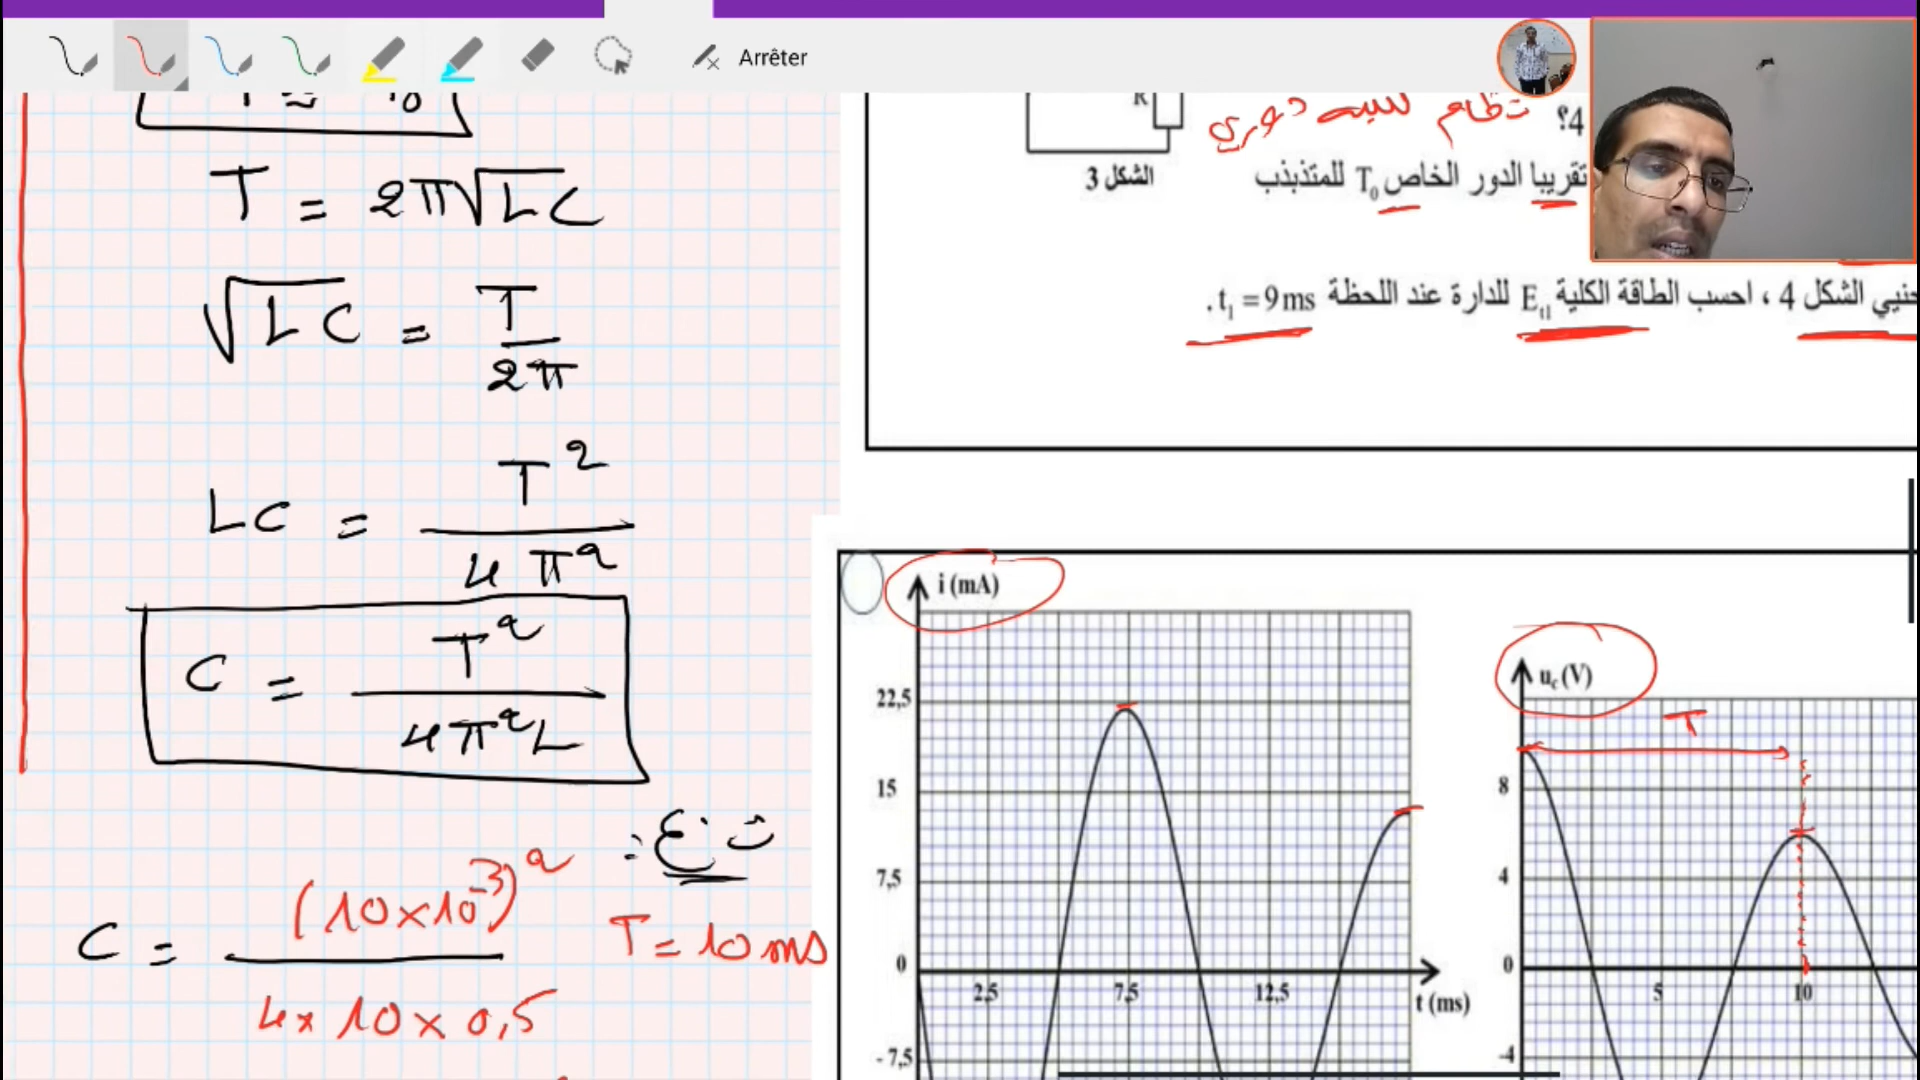 Arrêter
T = 2π√LC
√LC = T / 2π
LC = T² / 4π²
C = T² / 4π²L
ت ع :
T = 10 ms
C = (10×10⁻³)² / 4×10×0,5
R
نظام شبه دوري
4؟
الشكل 3
تقريبا الدور الخاص T₀ للمتذبذب
الشكل 4 ، احسب الطاقة الكلية Eₜ₁ للدارة عند اللحظة t₁ = 9 ms .
i (mA)
22,5
15
7,5
0
-7,5
2,5
7,5
12,5
t (ms)
u꜀ (V)
T
8
4
0
-4
5
10